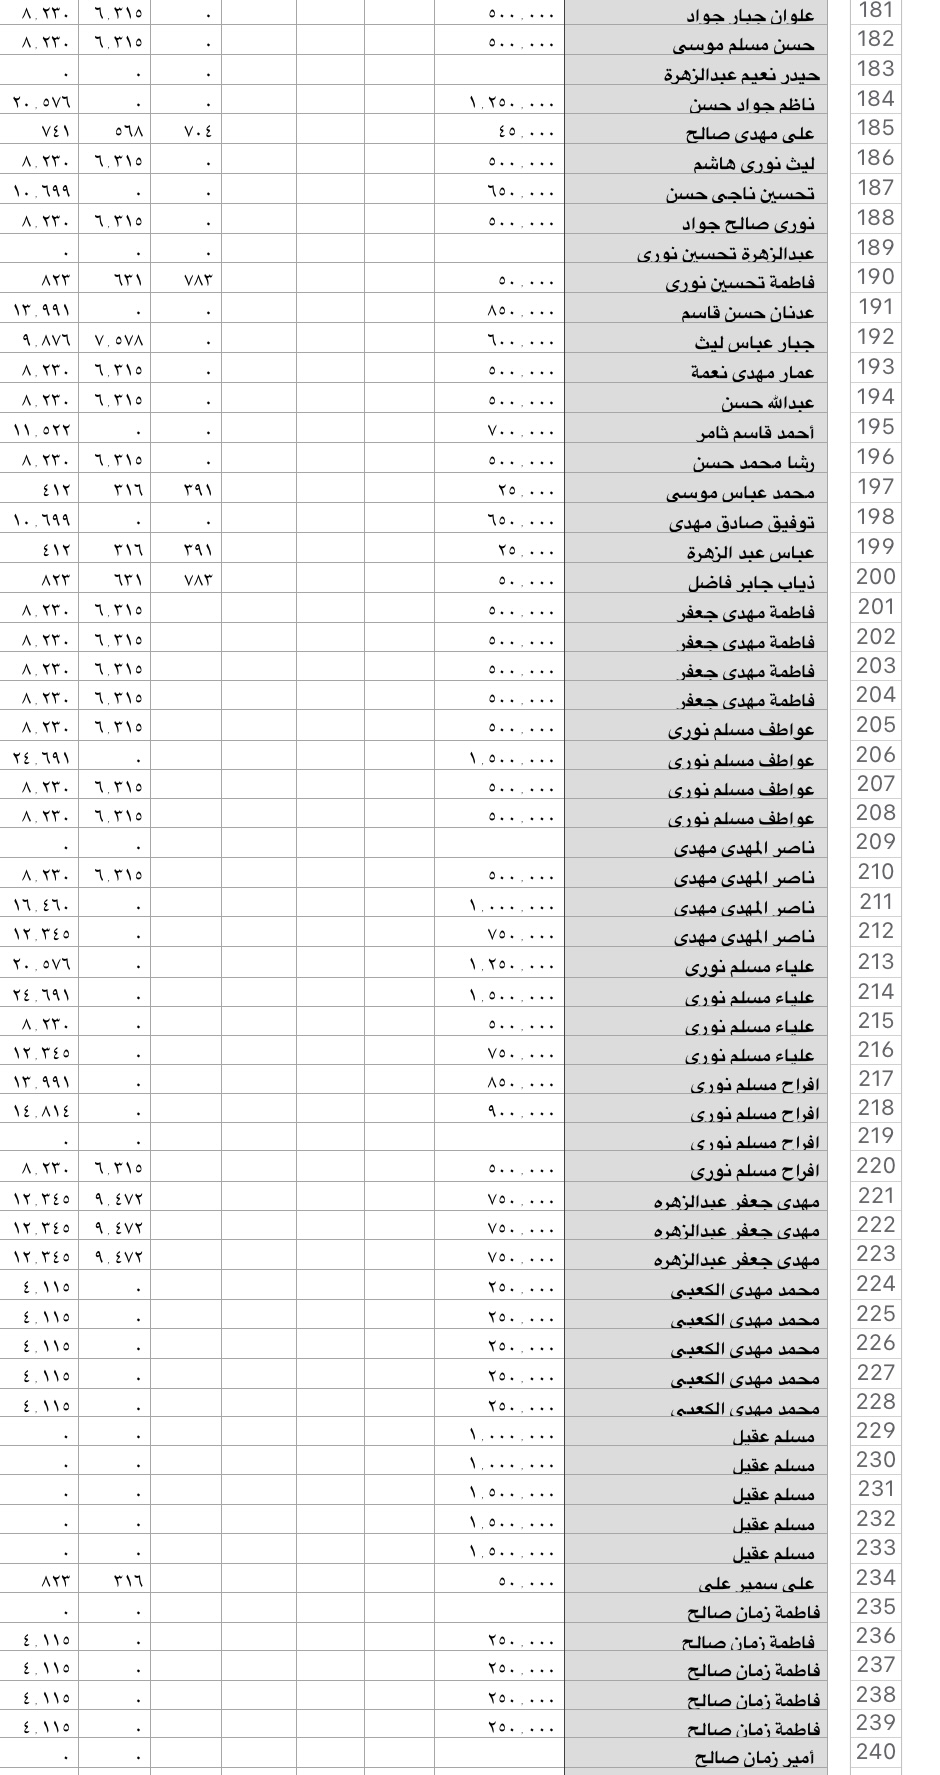 181 علوان جبار جواد ٥٠٠,٠٠٠ ٠ ٦,٣١٥ ٨,٢٣٠
182 حسن مسلم موسى ٥٠٠,٠٠٠ ٠ ٦,٣١٥ ٨,٢٣٠
183 حيدر نعيم عبدالزهرة ٠ ٠ ٠
184 ناظم جواد حسن ١,٢٥٠,٠٠٠ ٠ ٠ ٢٠,٥٧٦
185 على مهدى صالح ٤٥,٠٠٠ ٧٠٤ ٥٦٨ ٧٤١
186 ليث نورى هاشم ٥٠٠,٠٠٠ ٠ ٦,٣١٥ ٨,٢٣٠
187 تحسين ناجى حسن ٦٥٠,٠٠٠ ٠ ٠ ١٠,٦٩٩
188 نورى صالح جواد ٥٠٠,٠٠٠ ٠ ٦,٣١٥ ٨,٢٣٠
189 عبدالزهرة تحسين نورى ٠ ٠ ٠
190 فاطمة تحسين نورى ٥٠,٠٠٠ ٧٨٣ ٦٣١ ٨٢٣
191 عدنان حسن قاسم ٨٥٠,٠٠٠ ٠ ٠ ١٣,٩٩١
192 جبار عباس ليث ٦٠٠,٠٠٠ ٠ ٧,٥٧٨ ٩,٨٧٦
193 عمار مهدى نعمة ٥٠٠,٠٠٠ ٠ ٦,٣١٥ ٨,٢٣٠
194 عبدالله حسن ٥٠٠,٠٠٠ ٠ ٦,٣١٥ ٨,٢٣٠
195 أحمد قاسم ثامر ٧٠٠,٠٠٠ ٠ ٠ ١١,٥٢٢
196 رشا محمد حسن ٥٠٠,٠٠٠ ٠ ٦,٣١٥ ٨,٢٣٠
197 محمد عباس موسى ٢٥,٠٠٠ ٣٩١ ٣١٦ ٤١٢
198 توفيق صادق مهدى ٦٥٠,٠٠٠ ٠ ٠ ١٠,٦٩٩
199 عباس عبد الزهرة ٢٥,٠٠٠ ٣٩١ ٣١٦ ٤١٢
200 ذياب جابر فاضل ٥٠,٠٠٠ ٧٨٣ ٦٣١ ٨٢٣
201 فاطمة مهدى جعفر ٥٠٠,٠٠٠ ٦,٣١٥ ٨,٢٣٠
202 فاطمة مهدى جعفر ٥٠٠,٠٠٠ ٦,٣١٥ ٨,٢٣٠
203 فاطمة مهدى جعفر ٥٠٠,٠٠٠ ٦,٣١٥ ٨,٢٣٠
204 فاطمة مهدى جعفر ٥٠٠,٠٠٠ ٦,٣١٥ ٨,٢٣٠
205 عواطف مسلم نورى ٥٠٠,٠٠٠ ٦,٣١٥ ٨,٢٣٠
206 عواطف مسلم نورى ١,٥٠٠,٠٠٠ ٠ ٢٤,٦٩١
207 عواطف مسلم نورى ٥٠٠,٠٠٠ ٦,٣١٥ ٨,٢٣٠
208 عواطف مسلم نورى ٥٠٠,٠٠٠ ٦,٣١٥ ٨,٢٣٠
209 ناصر المهدى مهدى ٠ ٠
210 ناصر المهدى مهدى ٥٠٠,٠٠٠ ٦,٣١٥ ٨,٢٣٠
211 ناصر المهدى مهدى ١,٠٠٠,٠٠٠ ٠ ١٦,٤٦٠
212 ناصر المهدى مهدى ٧٥٠,٠٠٠ ٠ ١٢,٣٤٥
213 علياء مسلم نورى ١,٢٥٠,٠٠٠ ٠ ٢٠,٥٧٦
214 علياء مسلم نورى ١,٥٠٠,٠٠٠ ٠ ٢٤,٦٩١
215 علياء مسلم نورى ٥٠٠,٠٠٠ ٠ ٨,٢٣٠
216 علياء مسلم نورى ٧٥٠,٠٠٠ ٠ ١٢,٣٤٥
217 افراح مسلم نورى ٨٥٠,٠٠٠ ٠ ١٣,٩٩١
218 افراح مسلم نورى ٩٠٠,٠٠٠ ٠ ١٤,٨١٤
219 افراح مسلم نورى ٠ ٠
220 افراح مسلم نورى ٥٠٠,٠٠٠ ٦,٣١٥ ٨,٢٣٠
221 مهدى جعفر عبدالزهره ٧٥٠,٠٠٠ ٩,٤٧٢ ١٢,٣٤٥
222 مهدى جعفر عبدالزهره ٧٥٠,٠٠٠ ٩,٤٧٢ ١٢,٣٤٥
223 مهدى جعفر عبدالزهره ٧٥٠,٠٠٠ ٩,٤٧٢ ١٢,٣٤٥
224 محمد مهدى الكعبى ٢٥٠,٠٠٠ ٠ ٤,١١٥
225 محمد مهدى الكعبى ٢٥٠,٠٠٠ ٠ ٤,١١٥
226 محمد مهدى الكعبى ٢٥٠,٠٠٠ ٠ ٤,١١٥
227 محمد مهدى الكعبى ٢٥٠,٠٠٠ ٠ ٤,١١٥
228 محمد مهدى الكعبى ٢٥٠,٠٠٠ ٠ ٤,١١٥
229 مسلم عقيل ١,٠٠٠,٠٠٠ ٠ ٠
230 مسلم عقيل ١,٠٠٠,٠٠٠ ٠ ٠
231 مسلم عقيل ١,٥٠٠,٠٠٠ ٠ ٠
232 مسلم عقيل ١,٥٠٠,٠٠٠ ٠ ٠
233 مسلم عقيل ١,٥٠٠,٠٠٠ ٠ ٠
234 على سمير على ٥٠,٠٠٠ ٣١٦ ٨٢٣
235 فاطمة زمان صالح ٠ ٠
236 فاطمة زمان صالح ٢٥٠,٠٠٠ ٠ ٤,١١٥
237 فاطمة زمان صالح ٢٥٠,٠٠٠ ٠ ٤,١١٥
238 فاطمة زمان صالح ٢٥٠,٠٠٠ ٠ ٤,١١٥
239 فاطمة زمان صالح ٢٥٠,٠٠٠ ٠ ٤,١١٥
240 أمير زمان صالح ٠ ٠